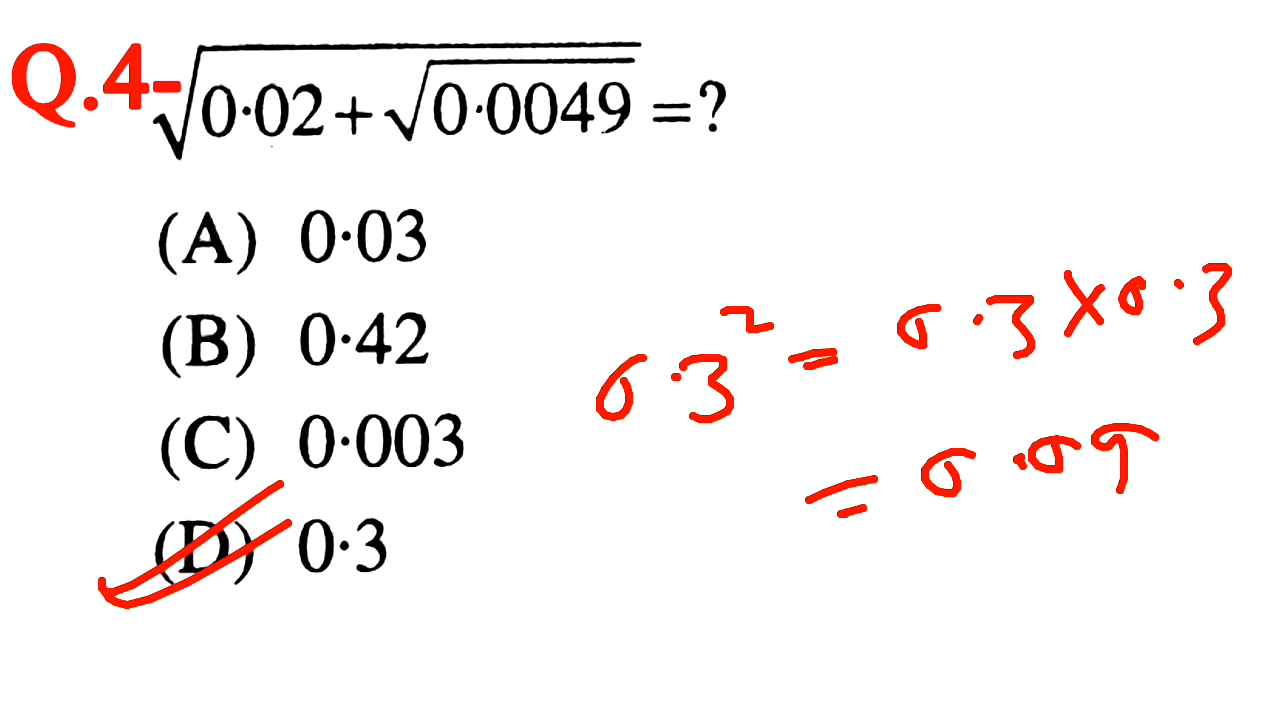 Q.4- √(0·02 + √0·0049) = ?
(A) 0·03
(B) 0·42
(C) 0·003
(D) 0·3
0.3² = 0.3 × 0.3
= 0.09